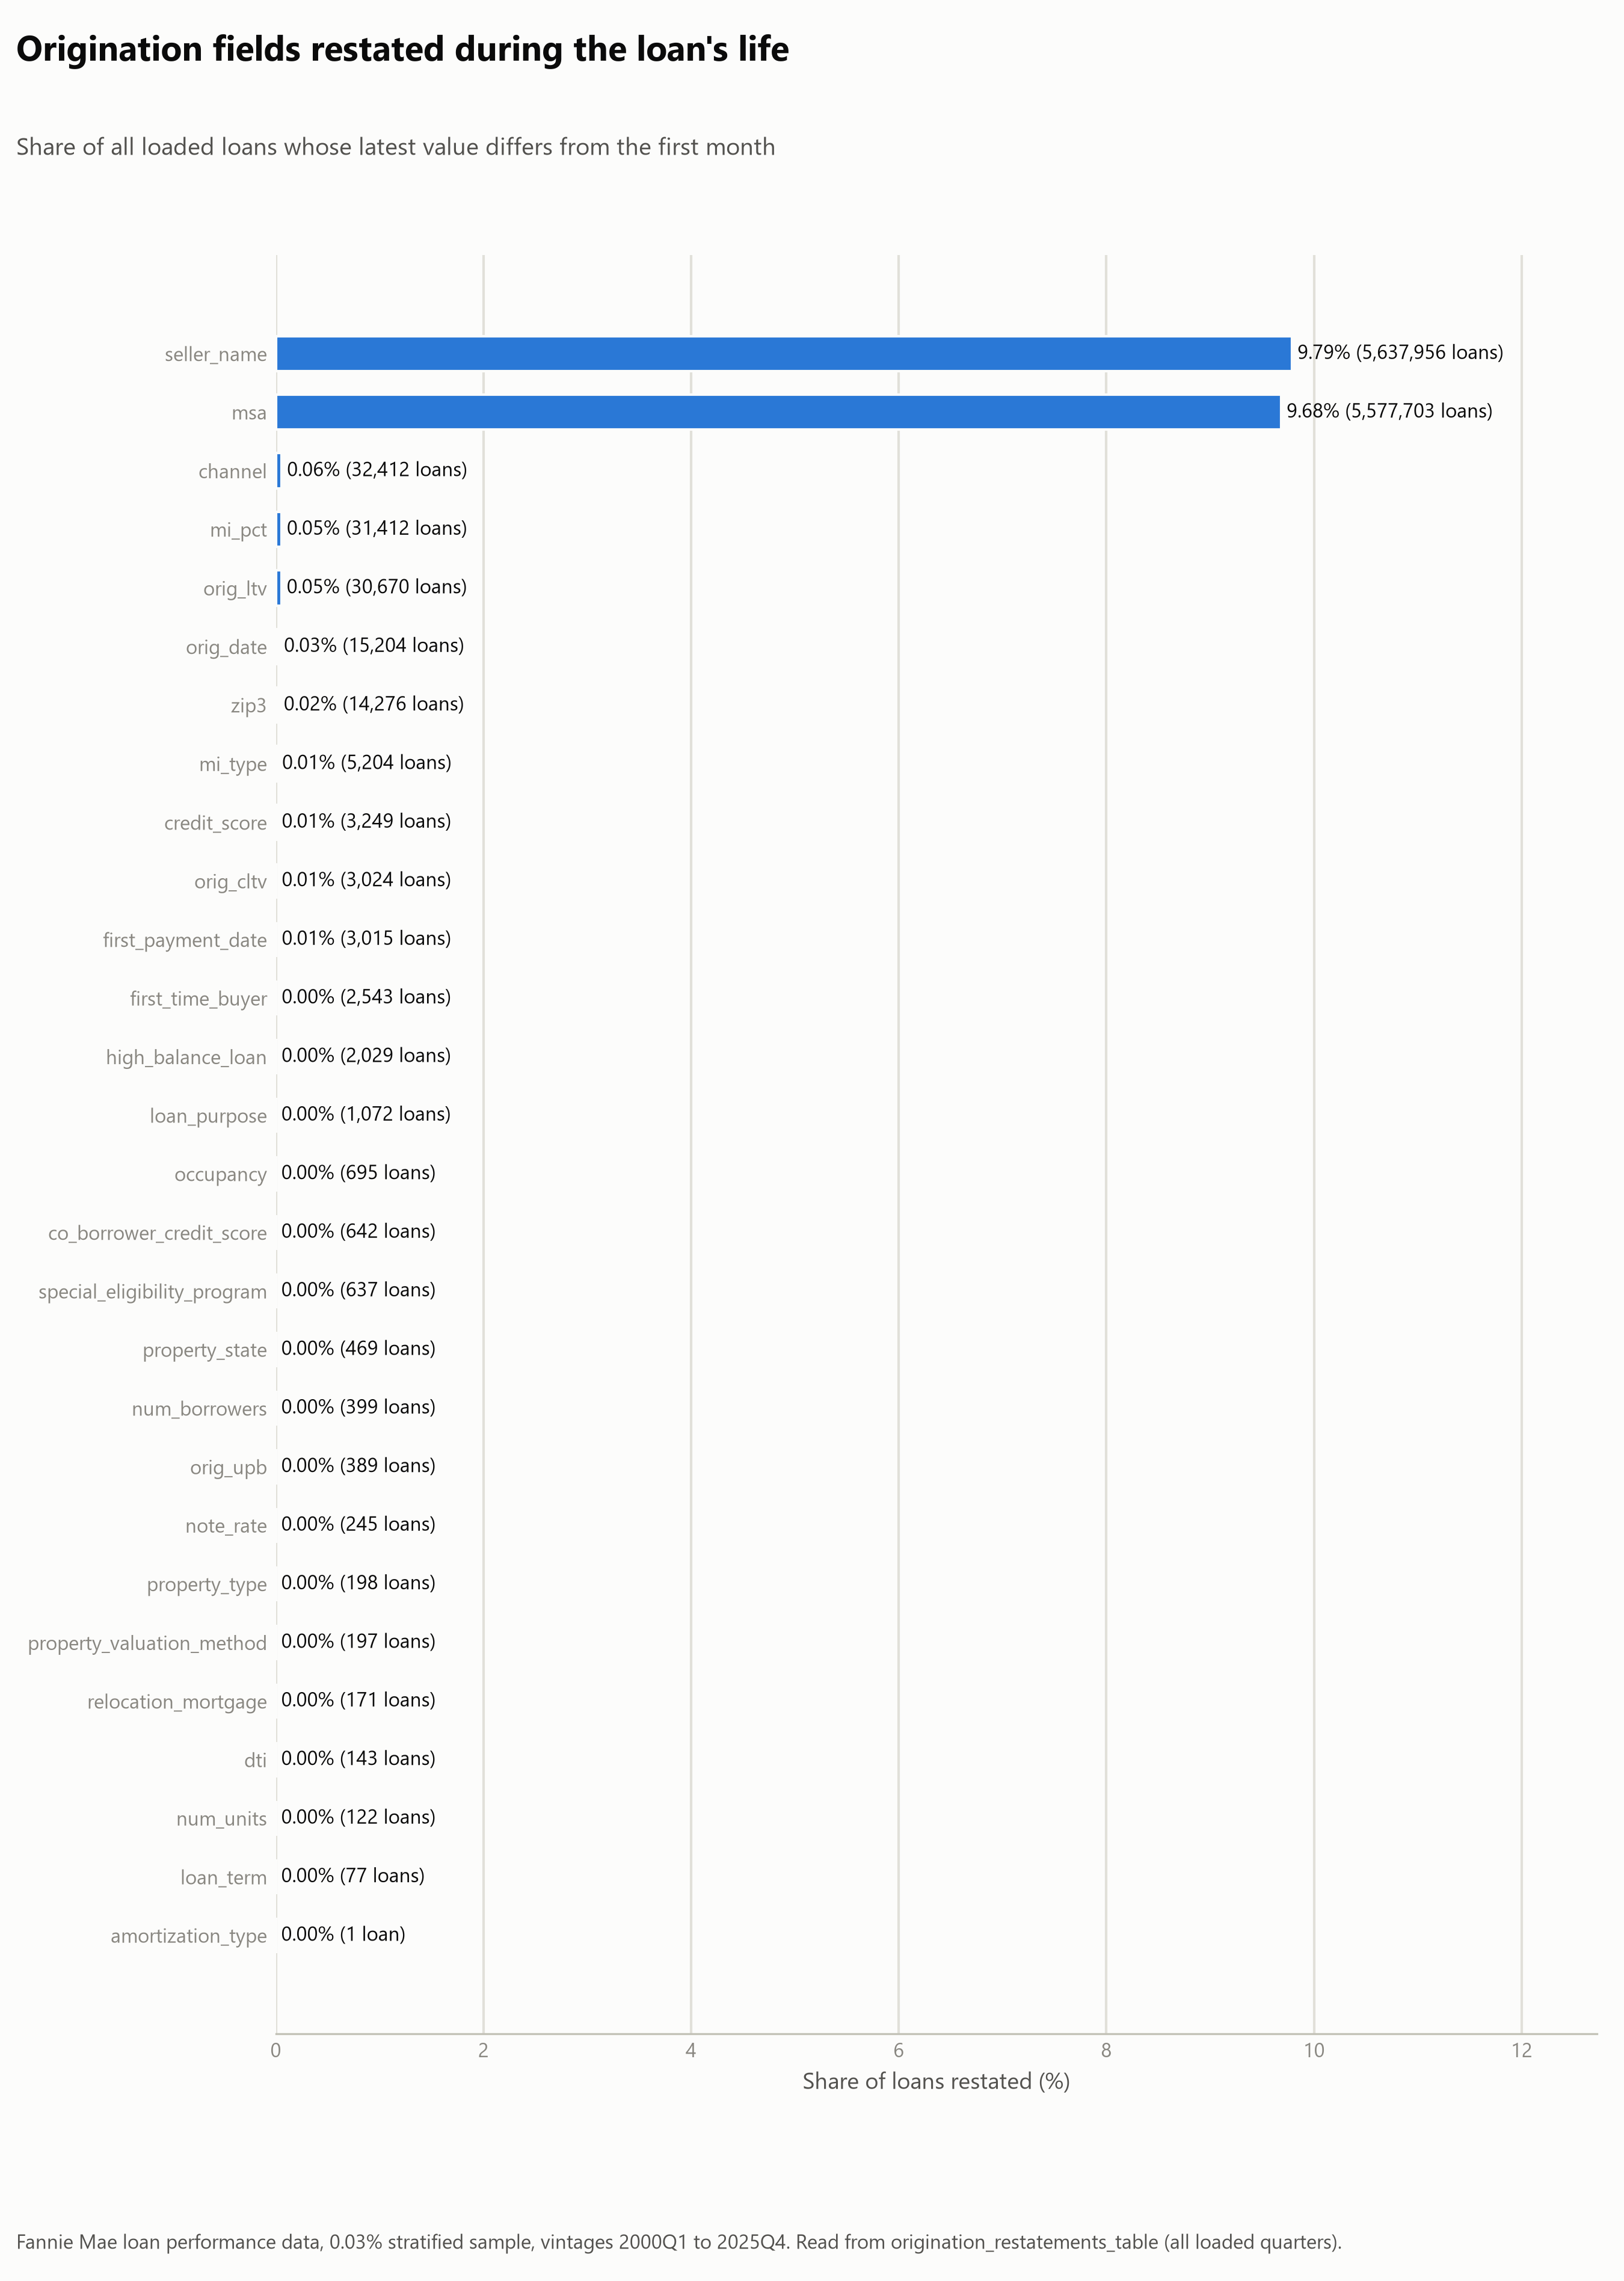 Origination fields restated during the loan's life
Share of all loaded loans whose latest value differs from the first month
seller_name 9.79% (5,637,956 loans)
msa 9.68% (5,577,703 loans)
channel 0.06% (32,412 loans)
mi_pct 0.05% (31,412 loans)
orig_ltv 0.05% (30,670 loans)
orig_date 0.03% (15,204 loans)
zip3 0.02% (14,276 loans)
mi_type 0.01% (5,204 loans)
credit_score 0.01% (3,249 loans)
orig_cltv 0.01% (3,024 loans)
first_payment_date 0.01% (3,015 loans)
first_time_buyer 0.00% (2,543 loans)
high_balance_loan 0.00% (2,029 loans)
loan_purpose 0.00% (1,072 loans)
occupancy 0.00% (695 loans)
co_borrower_credit_score 0.00% (642 loans)
special_eligibility_program 0.00% (637 loans)
property_state 0.00% (469 loans)
num_borrowers 0.00% (399 loans)
orig_upb 0.00% (389 loans)
note_rate 0.00% (245 loans)
property_type 0.00% (198 loans)
property_valuation_method 0.00% (197 loans)
relocation_mortgage 0.00% (171 loans)
dti 0.00% (143 loans)
num_units 0.00% (122 loans)
loan_term 0.00% (77 loans)
amortization_type 0.00% (1 loan)
0 2 4 6 8 10 12
Share of loans restated (%)
Fannie Mae loan performance data, 0.03% stratified sample, vintages 2000Q1 to 2025Q4. Read from origination_restatements_table (all loaded quarters).